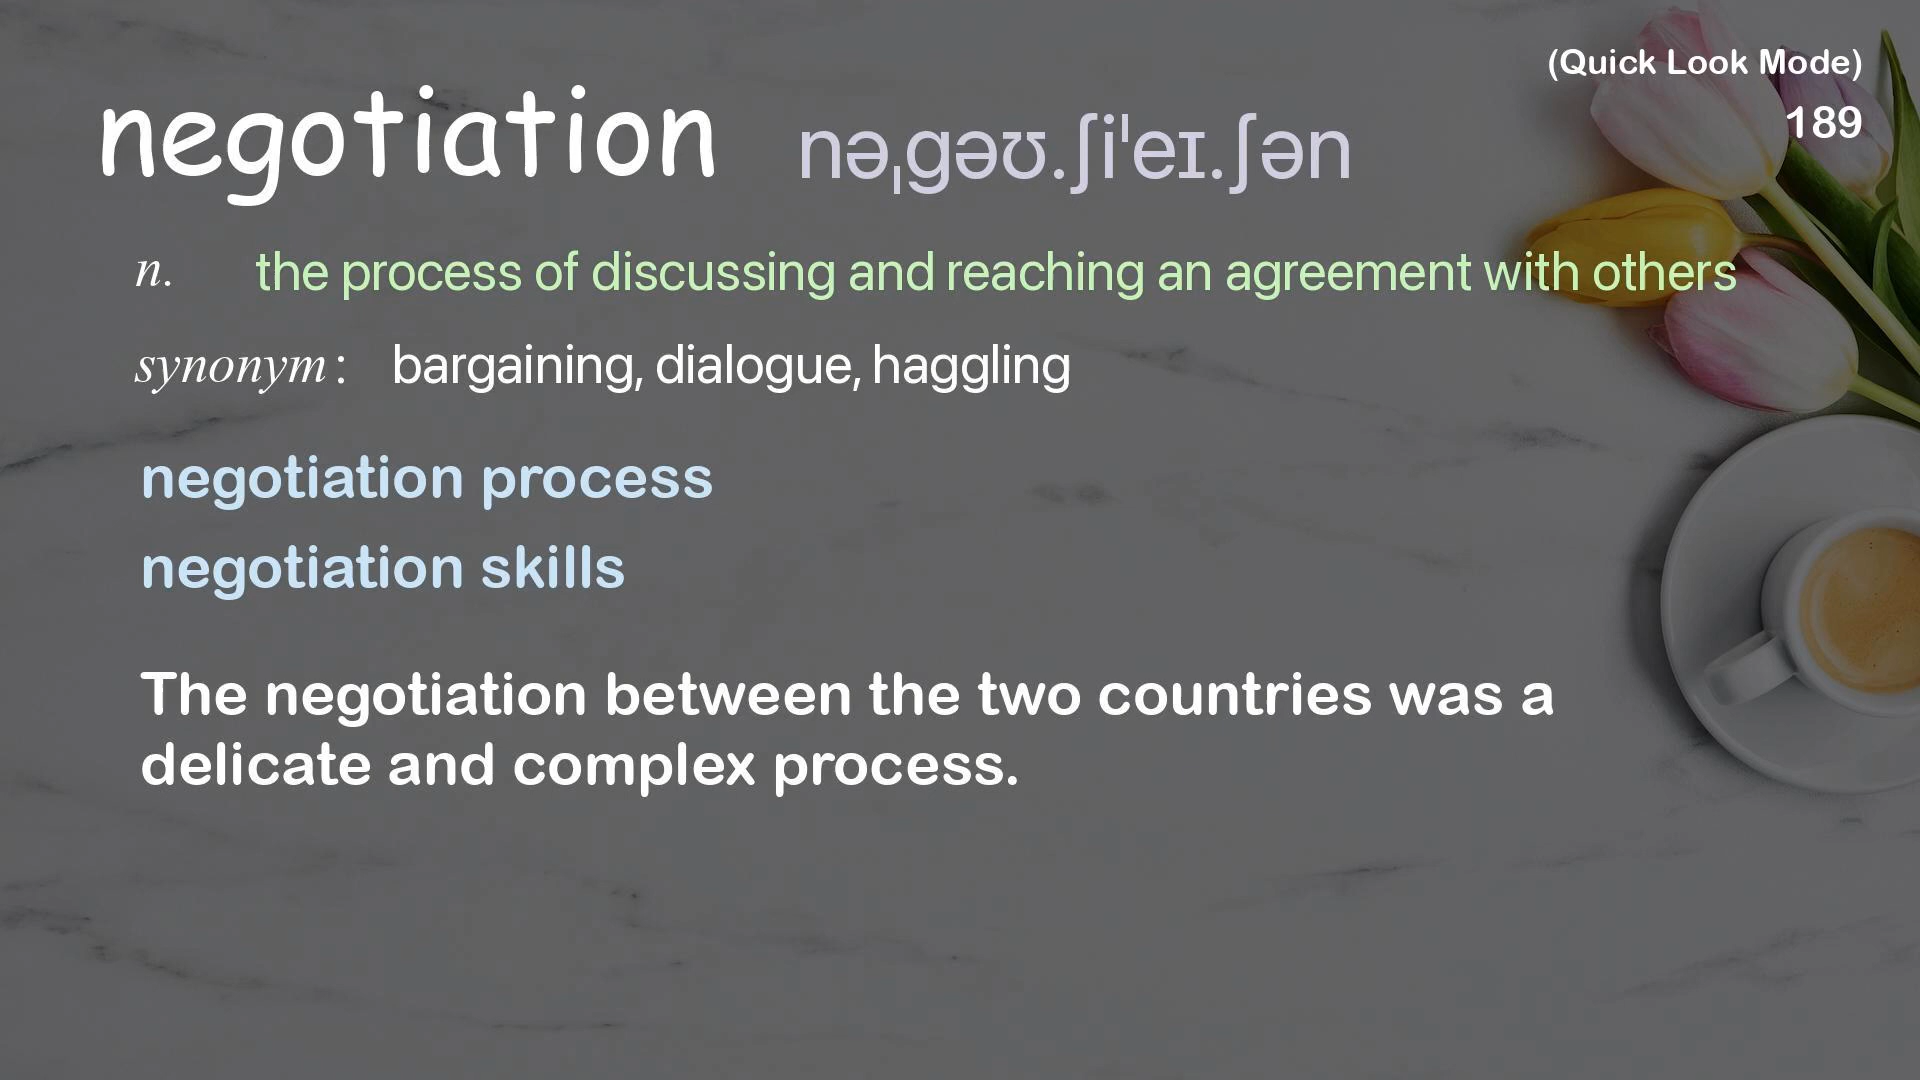 (Quick Look Mode)
negotiation nəˌɡəʊ.ʃiˈeɪ.ʃən
189
n. the process of discussing and reaching an agreement with others
synonym: bargaining, dialogue, haggling
negotiation process
negotiation skills
The negotiation between the two countries was a
delicate and complex process.